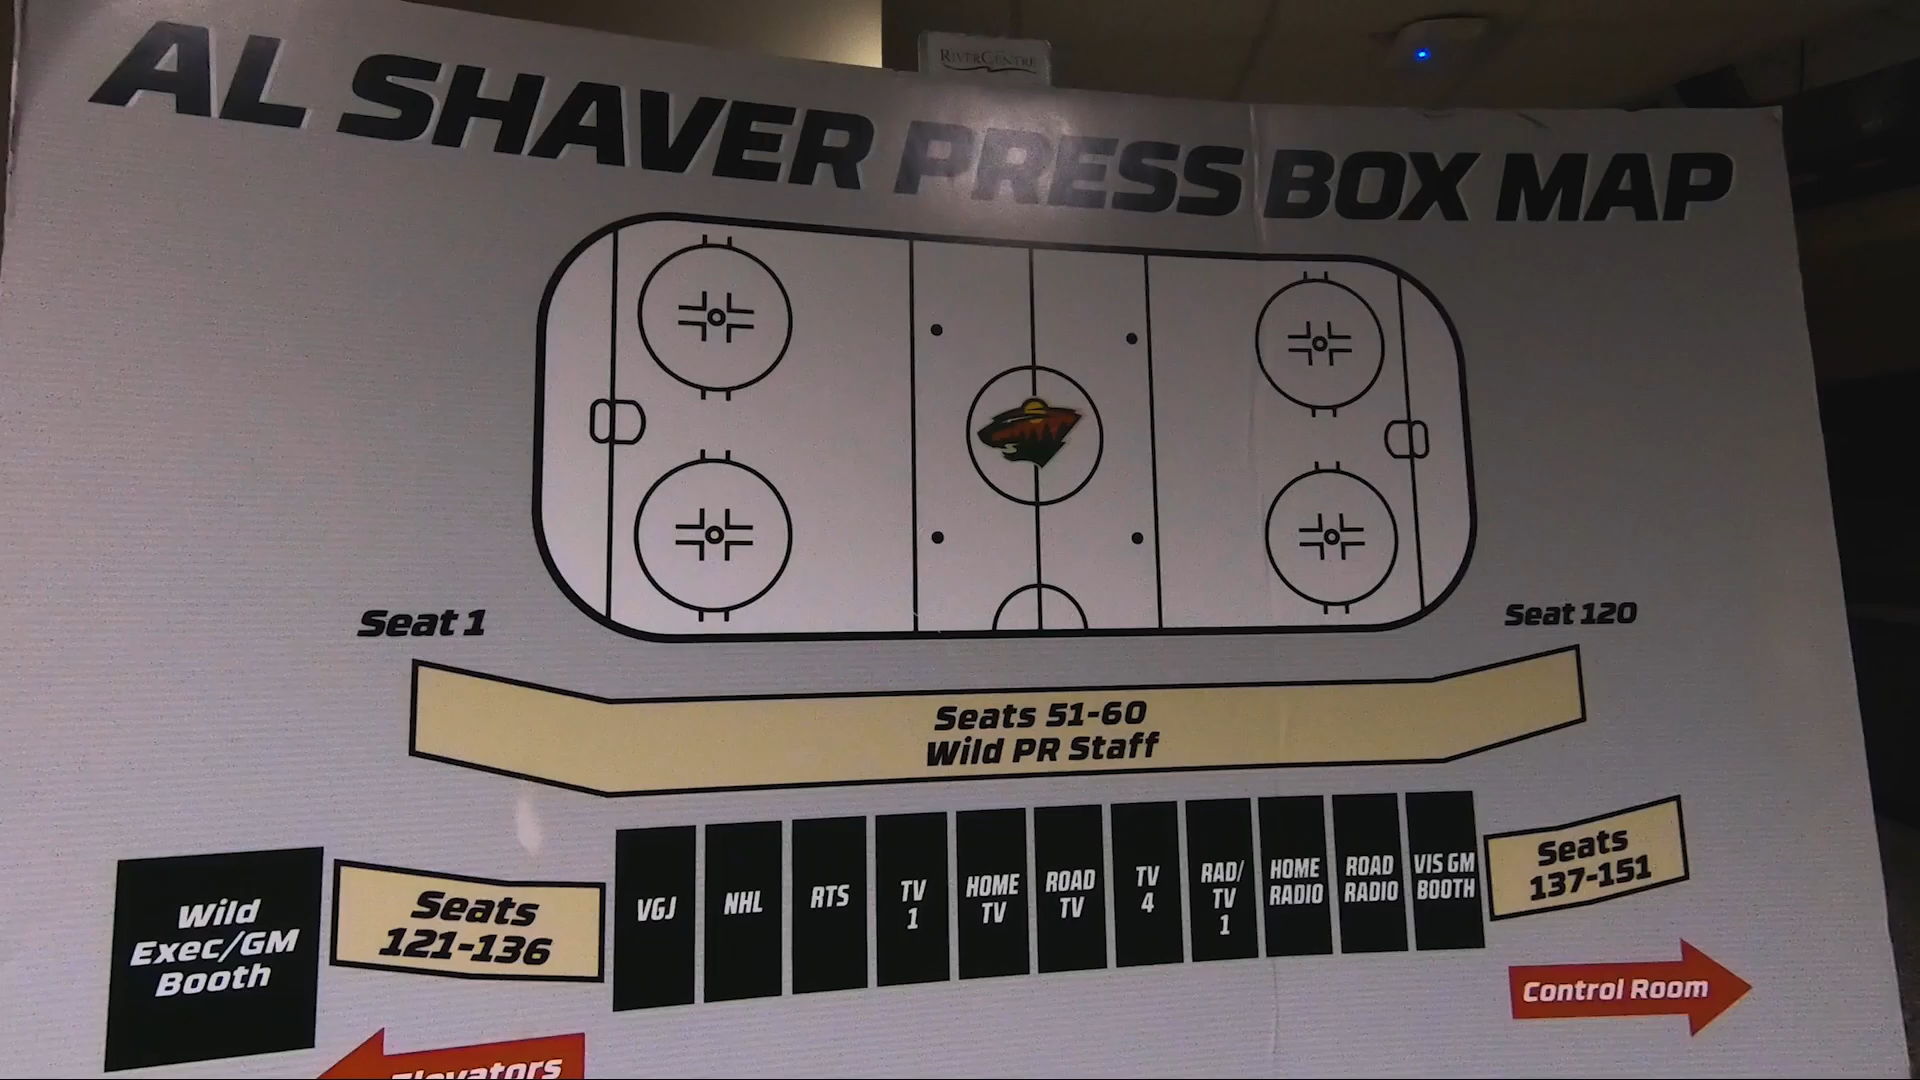 RIVERCENTRE
AL SHAVER PRESS BOX MAP
Seat 1
Seat 120
Seats 51-60
Wild PR Staff
Wild
Exec/GM
Booth
Seats
121-136
VGJ
NHL
RTS
TV
1
HOME
TV
ROAD
TV
TV
4
RAD/
TV
1
HOME
RADIO
ROAD
RADIO
VIS GM
BOOTH
Seats
137-151
Control Room
Elevators